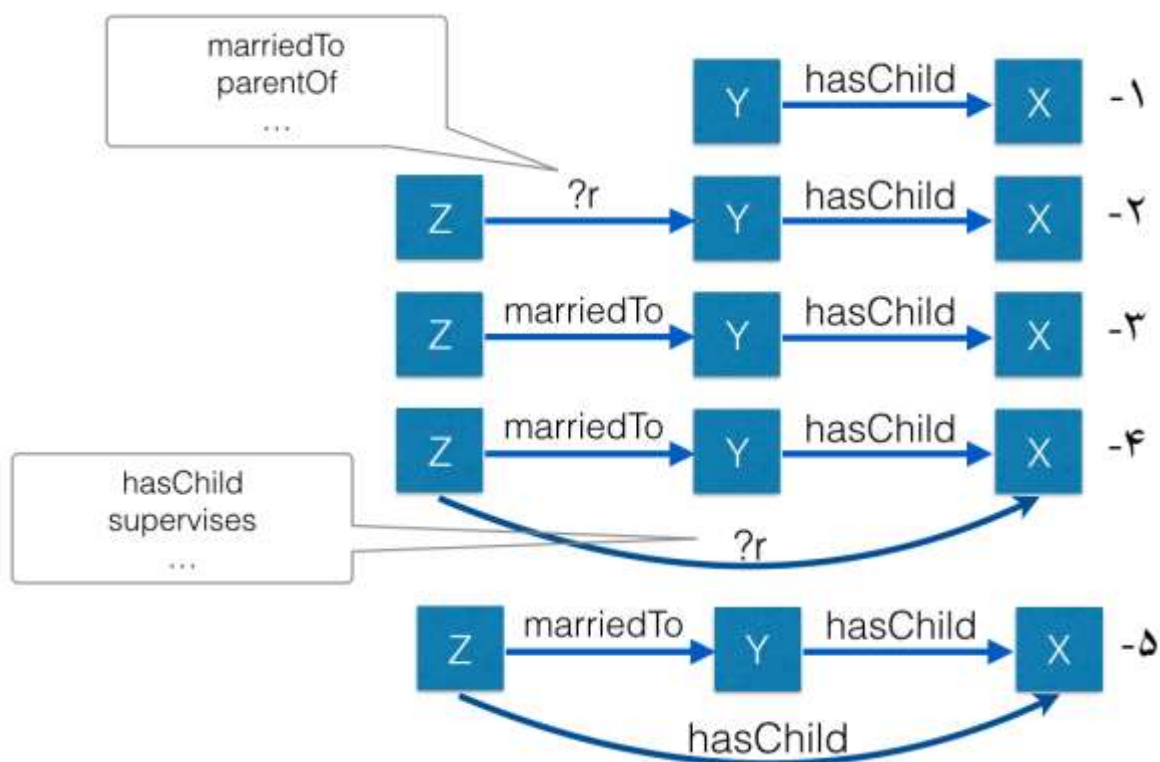 marriedTo
parentOf
...
Y hasChild X -۱
Z ?r Y hasChild X -۲
Z marriedTo Y hasChild X -۳
Z marriedTo Y hasChild X -۴
hasChild
supervises
...
?r
Z marriedTo Y hasChild X -۵
hasChild